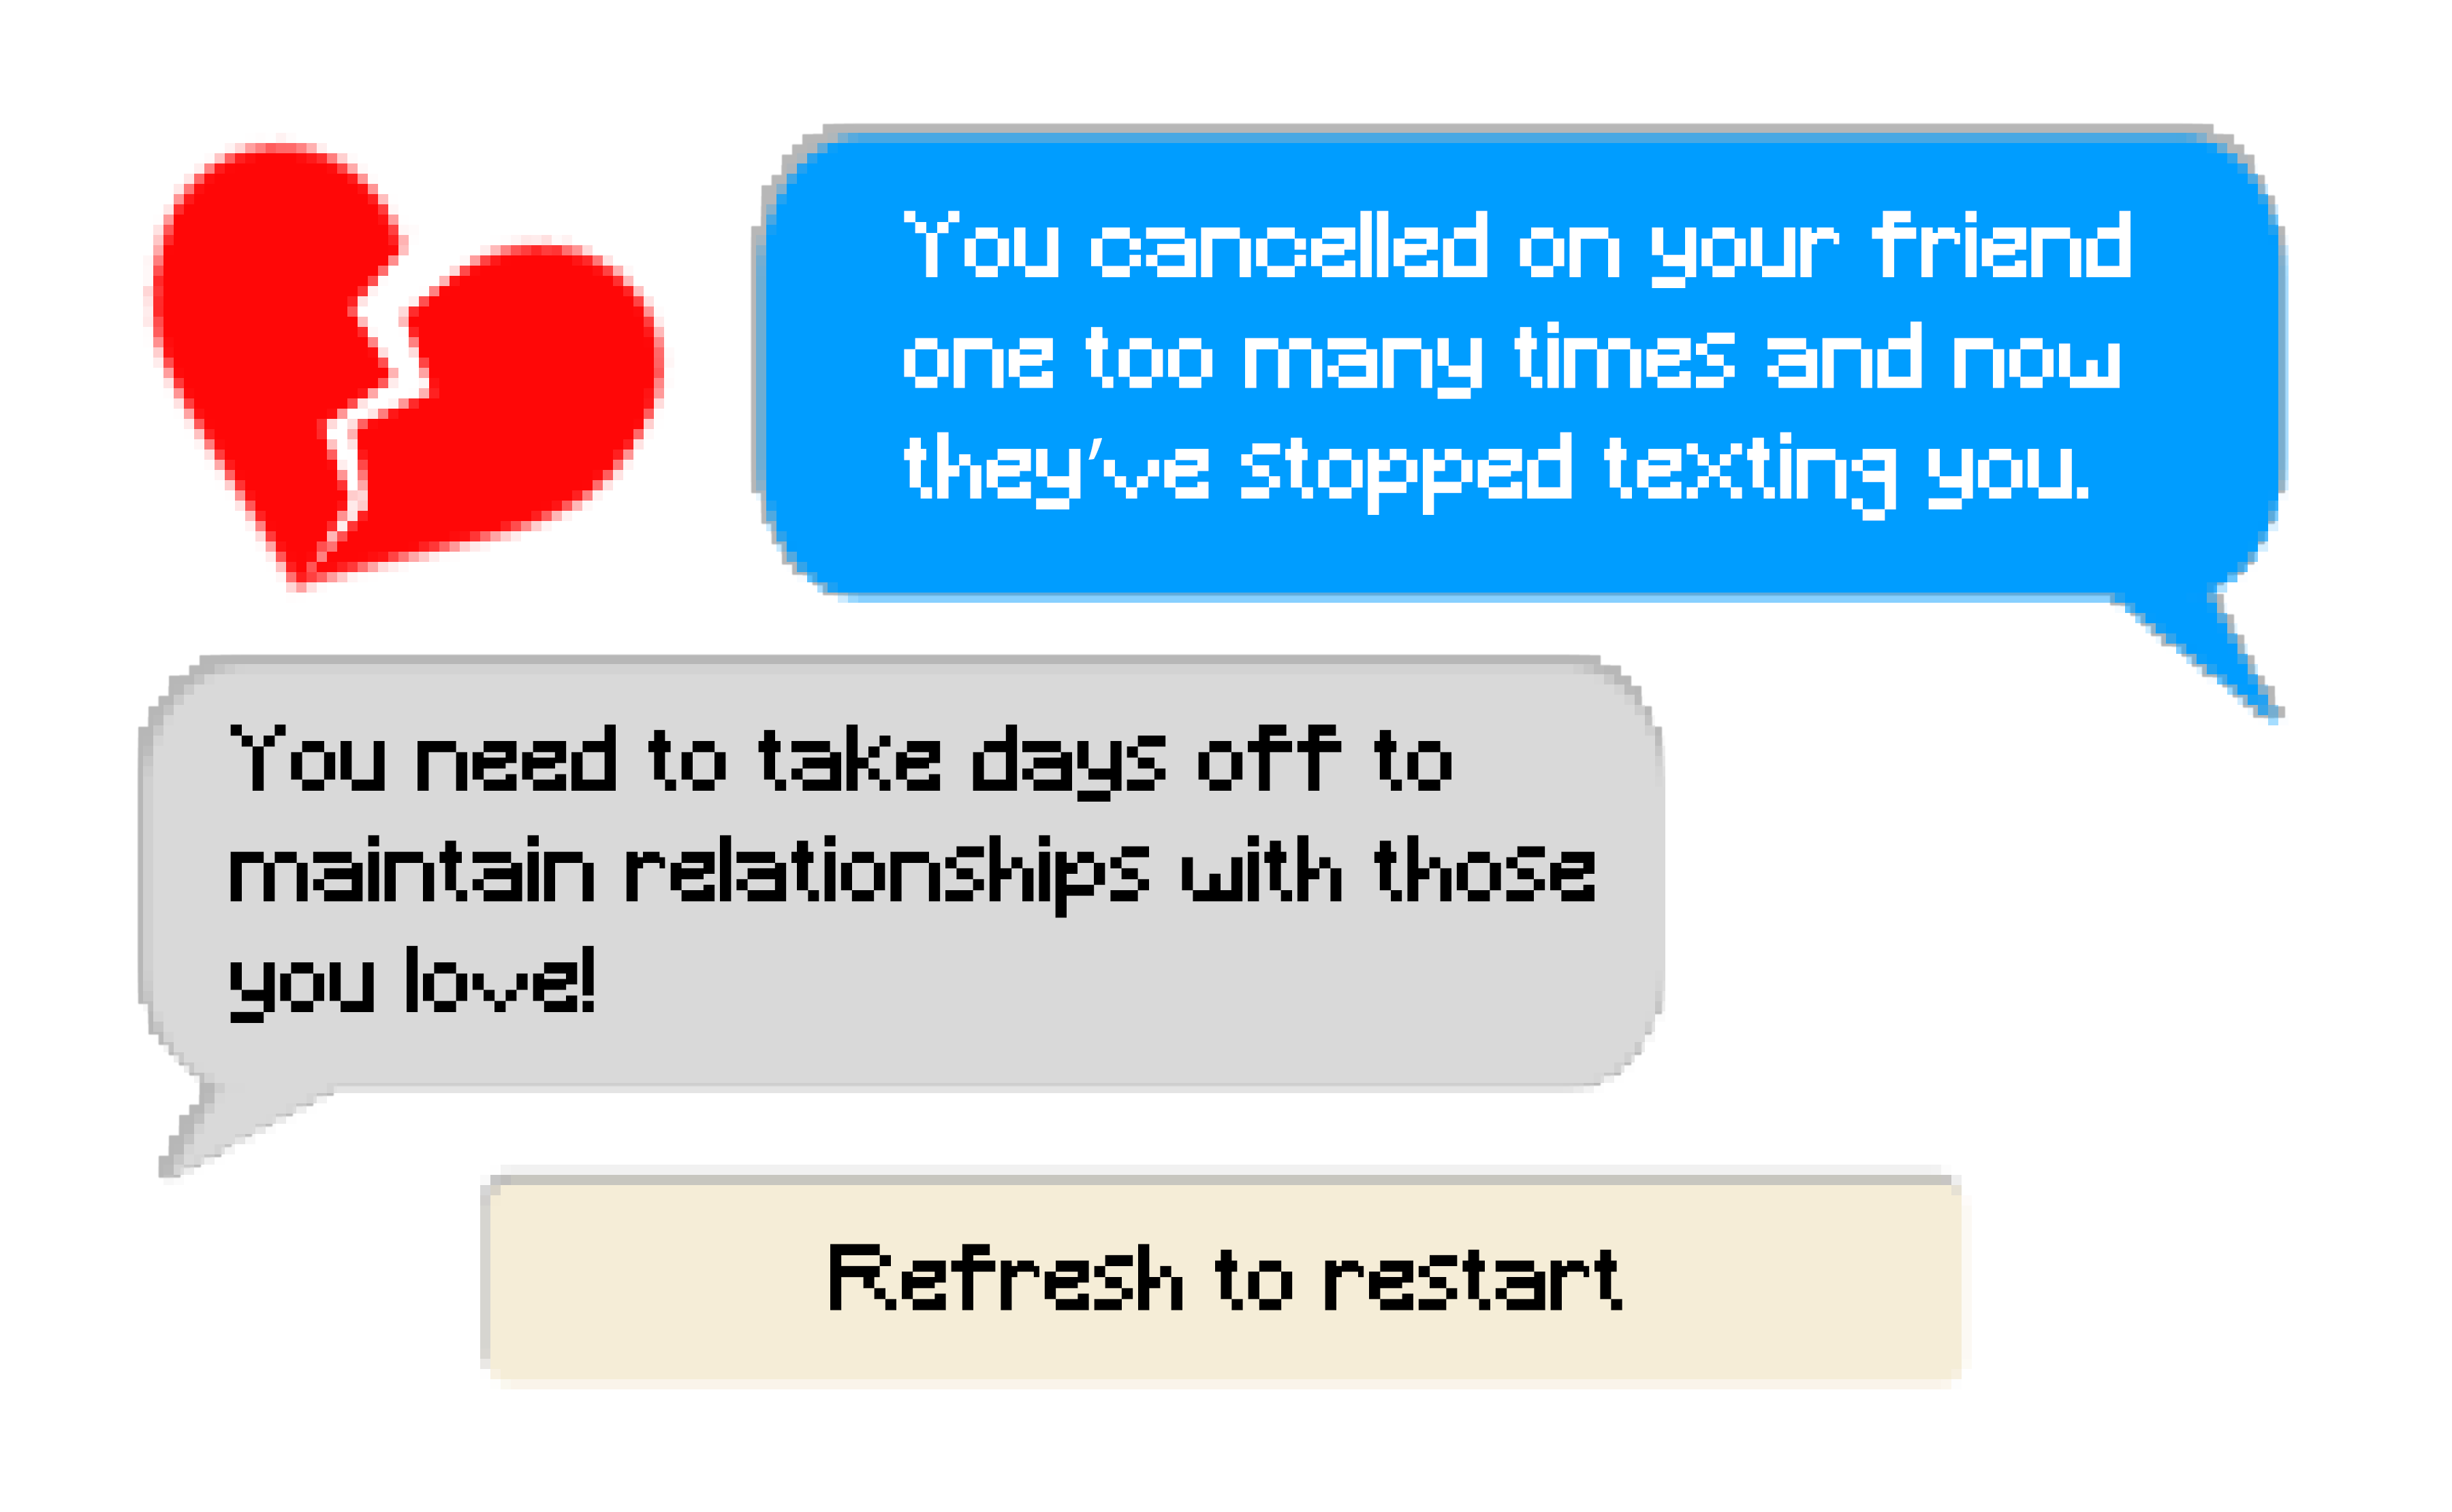 You cancelled on your friend
one too many times and now
they've stopped texting you.
You need to take days off to
maintain relationships with those
you love!
Refresh to restart